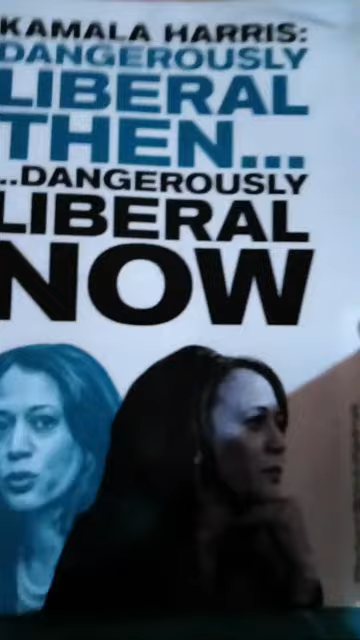 KAMALA HARRIS:
DANGEROUSLY
LIBERAL
THEN...
...DANGEROUSLY
LIBERAL
NOW